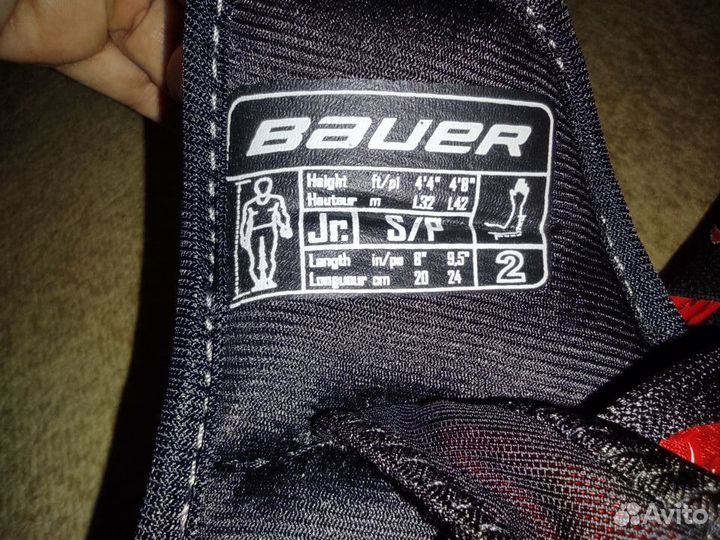 BAUER
Height ft/pi 4'4" 4'8"
Hauteur m 1.32 1.42
Jr. S/P
Length in/po 8" 9,5"
Longueur cm 20 24
2
Avito